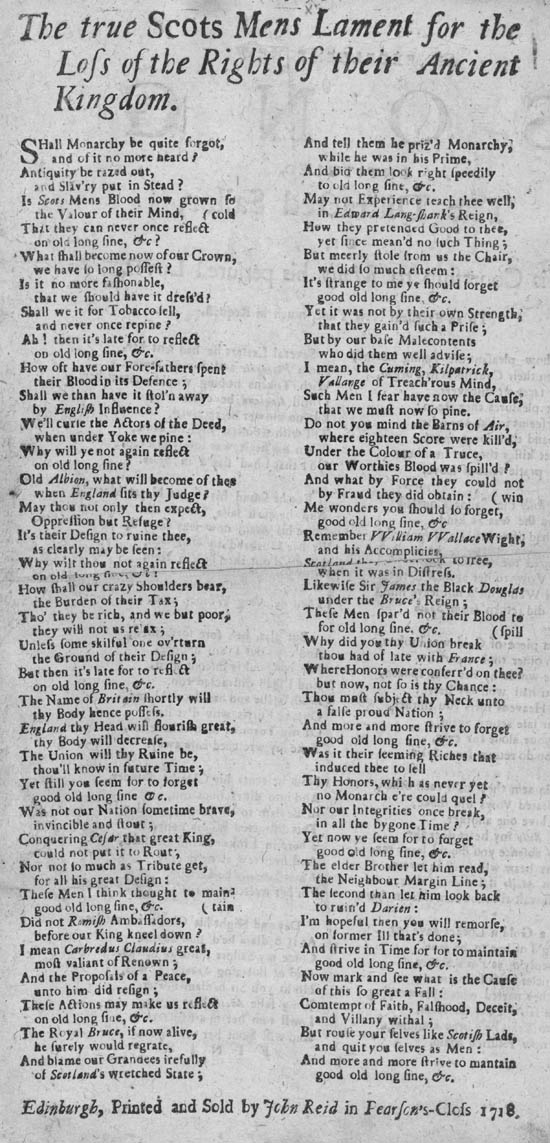 The true Scots Mens Lament for the
Loſs of the Rights of their Ancient
Kingdom.
SHall Monarchy be quite forgot,
and of it no more heard?
Antiquity be razed out,
and Slav'ry put in Stead?
Is Scots Mens Blood now grown ſo
the Valour of their Mind, (cold
That they can never once reflect
on old long ſine, &c?
What ſhall become now of our Crown,
we have ſo long poſſeſt?
Is it no more faſhonable,
that we ſhould have it dreſs'd?
Shall we it for Tobacco ſell,
and never once repine?
Ah! then it's late for to reflect
on old long ſine, &c.
How oft have our Fore-fathers ſpent
their Blood in its Defence;
Shall we than have it ſtol'n away
by Engliſh Influence?
We'll curſe the Actors of the Deed,
when under Yoke we pine:
Why will ye not again reflect
on old long ſine?
Old Albion, what will become of thee
when England ſits thy Judge?
May thou not only then expect,
Oppreſſion but Refuge?
It's their Deſign to ruine thee,
as clearly may be ſeen:
Why wilt thou not again reflect
on old long ſine, &c!
How ſhall our crazy Shoulders bear,
the Burden of their Tax;
Tho' they be rich, and we but poor,
they will not us relax;
Unleſs ſome skilful one ov'rturn
the Ground of their Deſign;
But then it's late for to reflect
on old long ſine, &c.
The Name of Britain ſhortly will
thy Body hence poſſeſs.
England thy Head will flouriſh great,
thy Body will decreaſe,
The Union will thy Ruine be,
thou'll know in future Time;
Yet ſtill you ſeem for to forget
good old long ſine &c.
Was not our Nation ſometime brave,
invincible and ſtout;
Conquering Ceſar that great King,
could not put it to Rout;
Nor not ſo much as Tribute get,
for all his great Deſign:
Theſe Men I think thought to main-
good old long ſine, &c. (tain
Did not Romiſh Ambaſſadors,
before our King kneel down?
I mean Carbredus Claudius great,
moſt valiant of Renown;
And the Propoſals of a Peace,
unto him did reſign;
Theſe Actions may make us reflect
on old long ſine, &c.
The Royal Bruce, if now alive,
he ſurely would regrate,
And blame our Grandees irefully
of Scotland's wretched State;
And tell them he priz'd Monarchy,
while he was in his Prime,
And bid them look right ſpeedily
to old long ſine, &c.
May not Experience teach thee well,
in Edward Lang-ſhank's Reign,
How they pretended Good to thee,
yet ſince mean'd no ſuch Thing;
But meerly ſtole from us the Chair,
we did ſo much eſteem:
It's ſtrange to me ye ſhould forget
good old long ſine, &c.
Yet it was not by their own Strength,
that they gain'd ſuch a Priſe;
But by our baſe Malecontents
who did them well adviſe;
I mean, the Cuming, Kilpatrick,
Vallange of Treach'rous Mind,
Such Men I fear have now the Cauſe,
that we muſt now ſo pine.
Do not you mind the Barns of Air,
where eighteen Score were kill'd,
Under the Colour of a Truce,
our Worthies Blood was ſpill'd?
And what by Force they could not
by Fraud they did obtain: (win
Me wonders you ſhould ſo forget,
good old long ſine, &c
Remember VVilliam VVallace Wight,
and his Accomplicies,
Scotland they to free,
when it was in Diſtreſs.
Likewiſe Sir James the Black Douglas
under the Bruce's Reign;
Theſe Men ſpar'd not their Blood to
for old long ſine. &c. (ſpill
Why did you thy Union break
thou had of late with France;
Where Honors were conferr'd on thee?
but now, not ſo is thy Chance:
Thou muſt ſubject thy Neck unto
a falſe proud Nation;
And more and more ſtrive to forget
good old long ſine, &c.
Was it their ſeeming Riches that
induced thee to ſell
Thy Honors, which as never yet
no Monarch e're could quel?
Nor our Integrities once break,
in all the bygone Time?
Yet now ye ſeem for to forget
good old long ſine, &c.
The elder Brother let him read,
the Neighbour Margin Line;
The ſecond than let him look back
to ruin'd Darien:
I'm hopeful then you will remorſe,
on former Ill that's done;
And ſtrive in Time for to maintain
good old long ſine, &c.
Now mark and ſee what is the Cauſe
of this ſo great a Fall:
Comtempt of Faith, Falſhood, Deceit,
and Villany withal;
But rouſe your ſelves like Scotiſh Lads,
and quit you ſelves as Men:
And more and more ſtrive to mantain
good old long ſine, &c.
Edinburgh, Printed and Sold by John Reid in Pearſon's-Cloſs 1718.